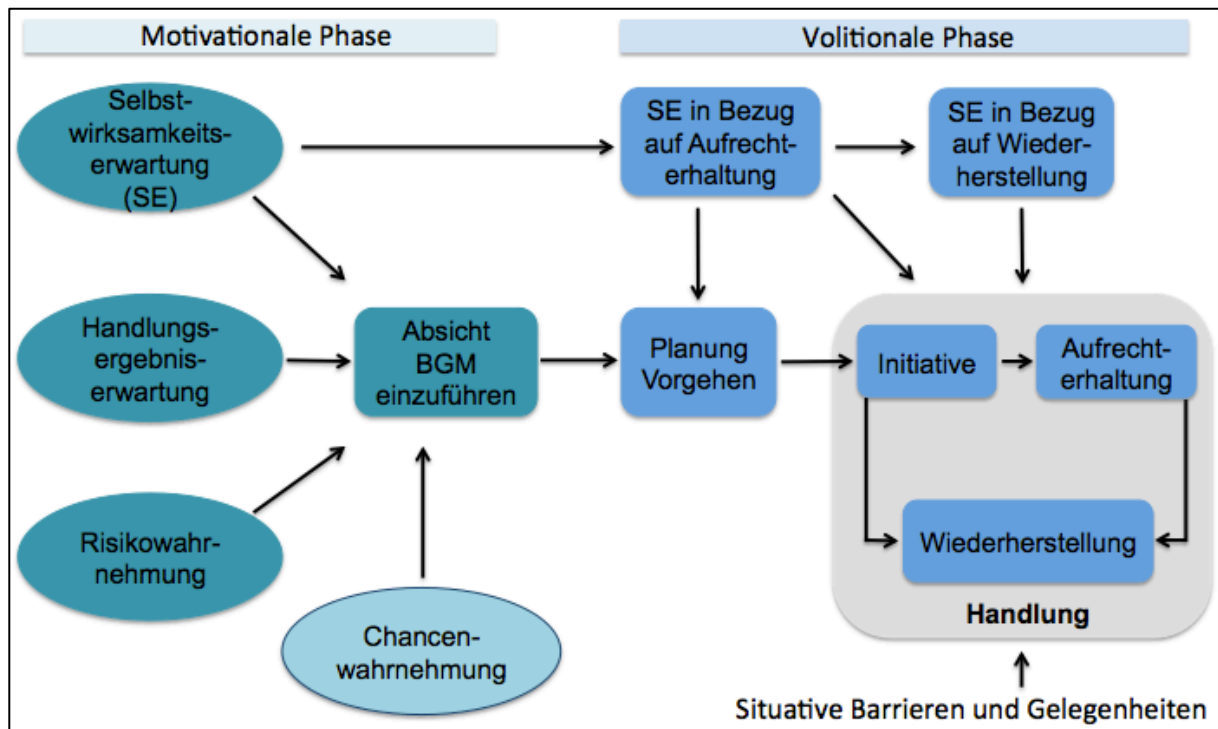 Motivationale Phase
Volitionale Phase
Selbst-
wirksamkeits-
erwartung
(SE)
SE in Bezug
auf Aufrecht-
erhaltung
SE in Bezug
auf Wieder-
herstellung
Handlungs-
ergebnis-
erwartung
Absicht
BGM
einzuführen
Planung
Vorgehen
Initiative
Aufrecht-
erhaltung
Risikowahr-
nehmung
Wiederherstellung
Handlung
Chancen-
wahrnehmung
Situative Barrieren und Gelegenheiten